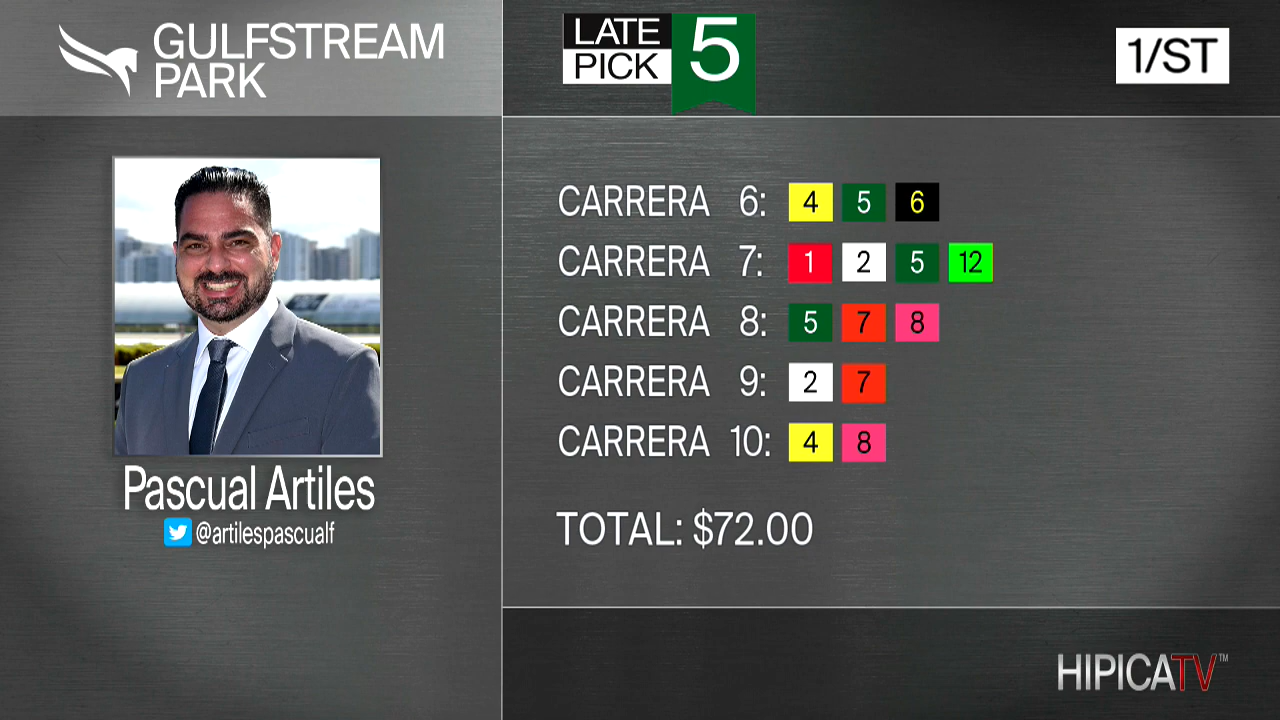 GULFSTREAM
PARK
LATE
PICK
5
1/ST
Pascual Artiles
@artilespascualf
CARRERA 6: 4 5 6
CARRERA 7: 1 2 5 12
CARRERA 8: 5 7 8
CARRERA 9: 2 7
CARRERA 10: 4 8
TOTAL: $72.00
HIPICATV™